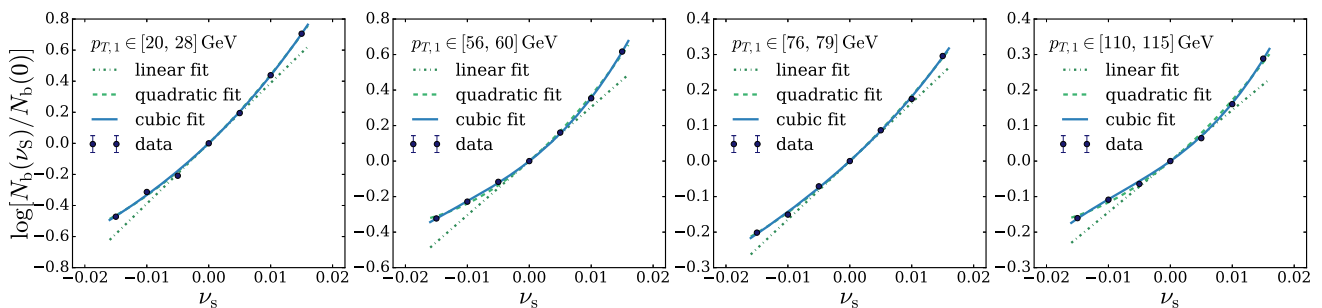 log[N_b(ν_S)/N_b(0)]
0.8
0.6
0.4
0.2
0.0
−0.2
−0.4
−0.6
−0.8
p_{T,1} ∈ [20, 28] GeV
linear fit
quadratic fit
cubic fit
data
−0.02 −0.01 0.00 0.01 0.02
ν_s
0.8
0.6
0.4
0.2
0.0
−0.2
−0.4
−0.6
p_{T,1} ∈ [56, 60] GeV
linear fit
quadratic fit
cubic fit
data
−0.02 −0.01 0.00 0.01 0.02
ν_s
0.4
0.3
0.2
0.1
0.0
−0.1
−0.2
−0.3
p_{T,1} ∈ [76, 79] GeV
linear fit
quadratic fit
cubic fit
data
−0.02 −0.01 0.00 0.01 0.02
ν_s
0.4
0.3
0.2
0.1
0.0
−0.1
−0.2
−0.3
p_{T,1} ∈ [110, 115] GeV
linear fit
quadratic fit
cubic fit
data
−0.02 −0.01 0.00 0.01 0.02
ν_s